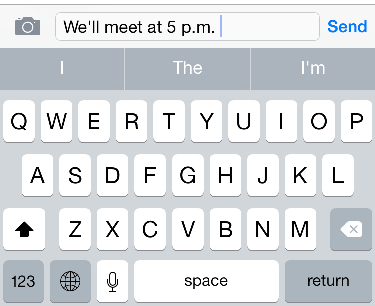 We'll meet at 5 p.m. Send
I The I'm
Q W E R T Y U I O P
A S D F G H J K L
Z X C V B N M
123 space return